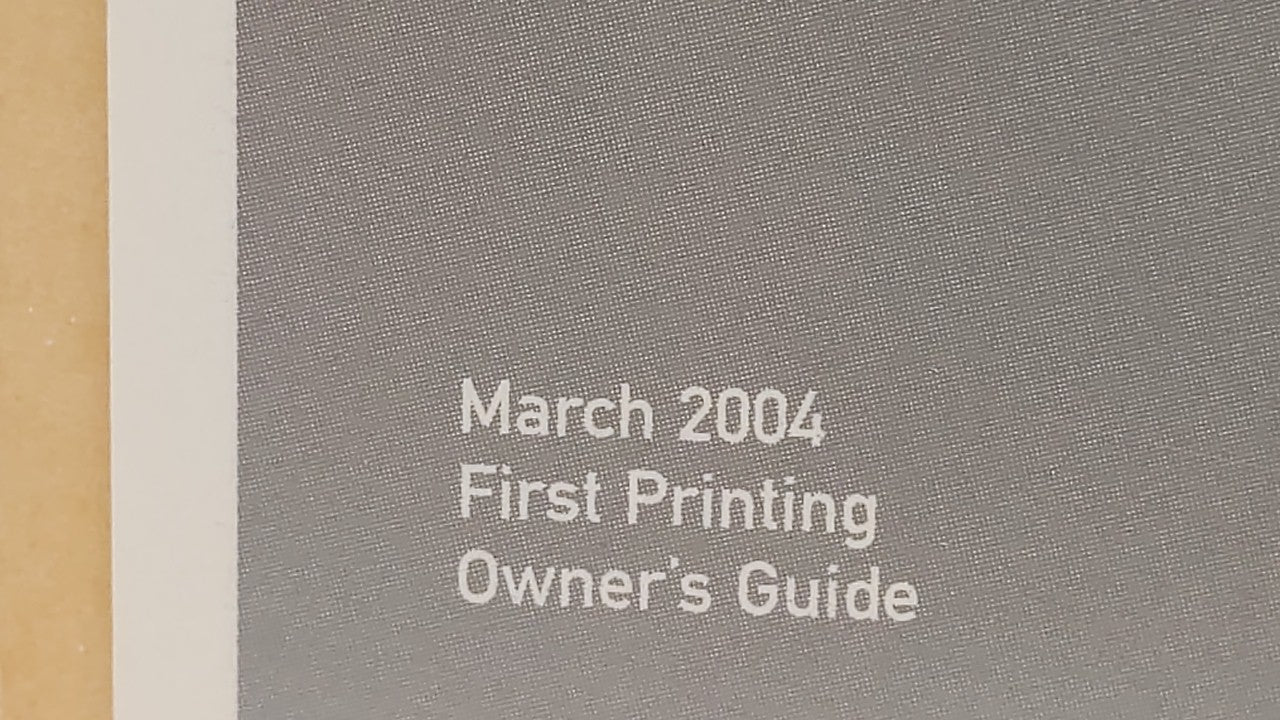 March 2004
First Printing
Owner's Guide